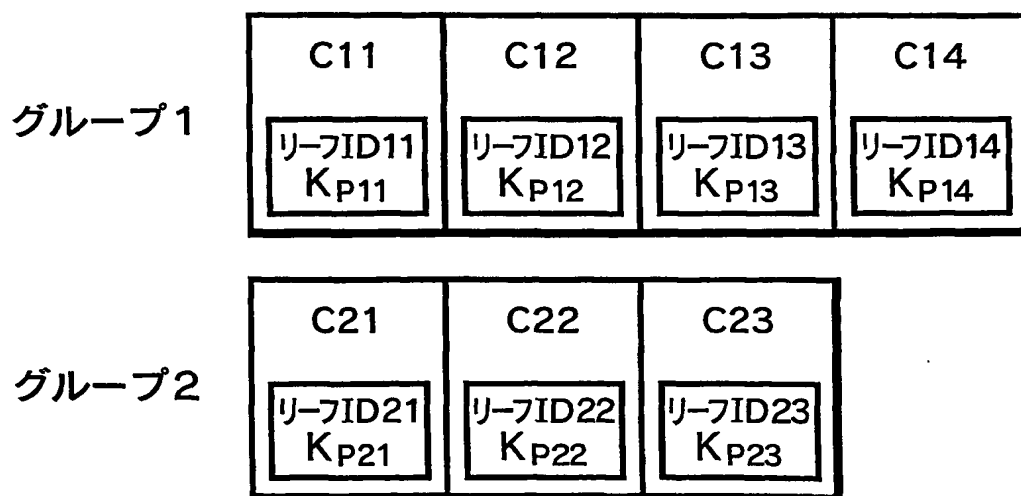 C11 C12 C13 C14
グループ1
リーフID11 リーフID12 リーフID13 リーフID14
KP11 KP12 KP13 KP14
C21 C22 C23
グループ2
リーフID21 リーフID22 リーフID23
KP21 KP22 KP23